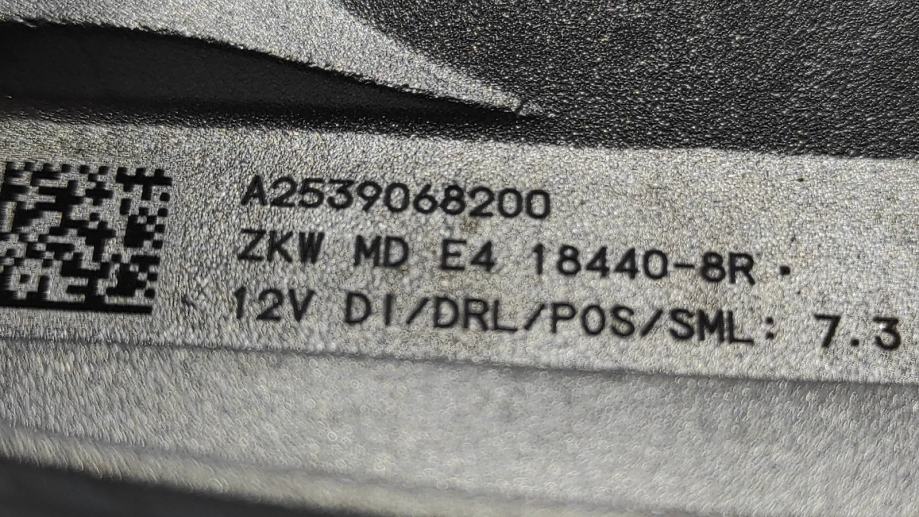 A2539068200
ZKW MD E4 18440-8R •
12V DI/DRL/POS/SML: 7.3